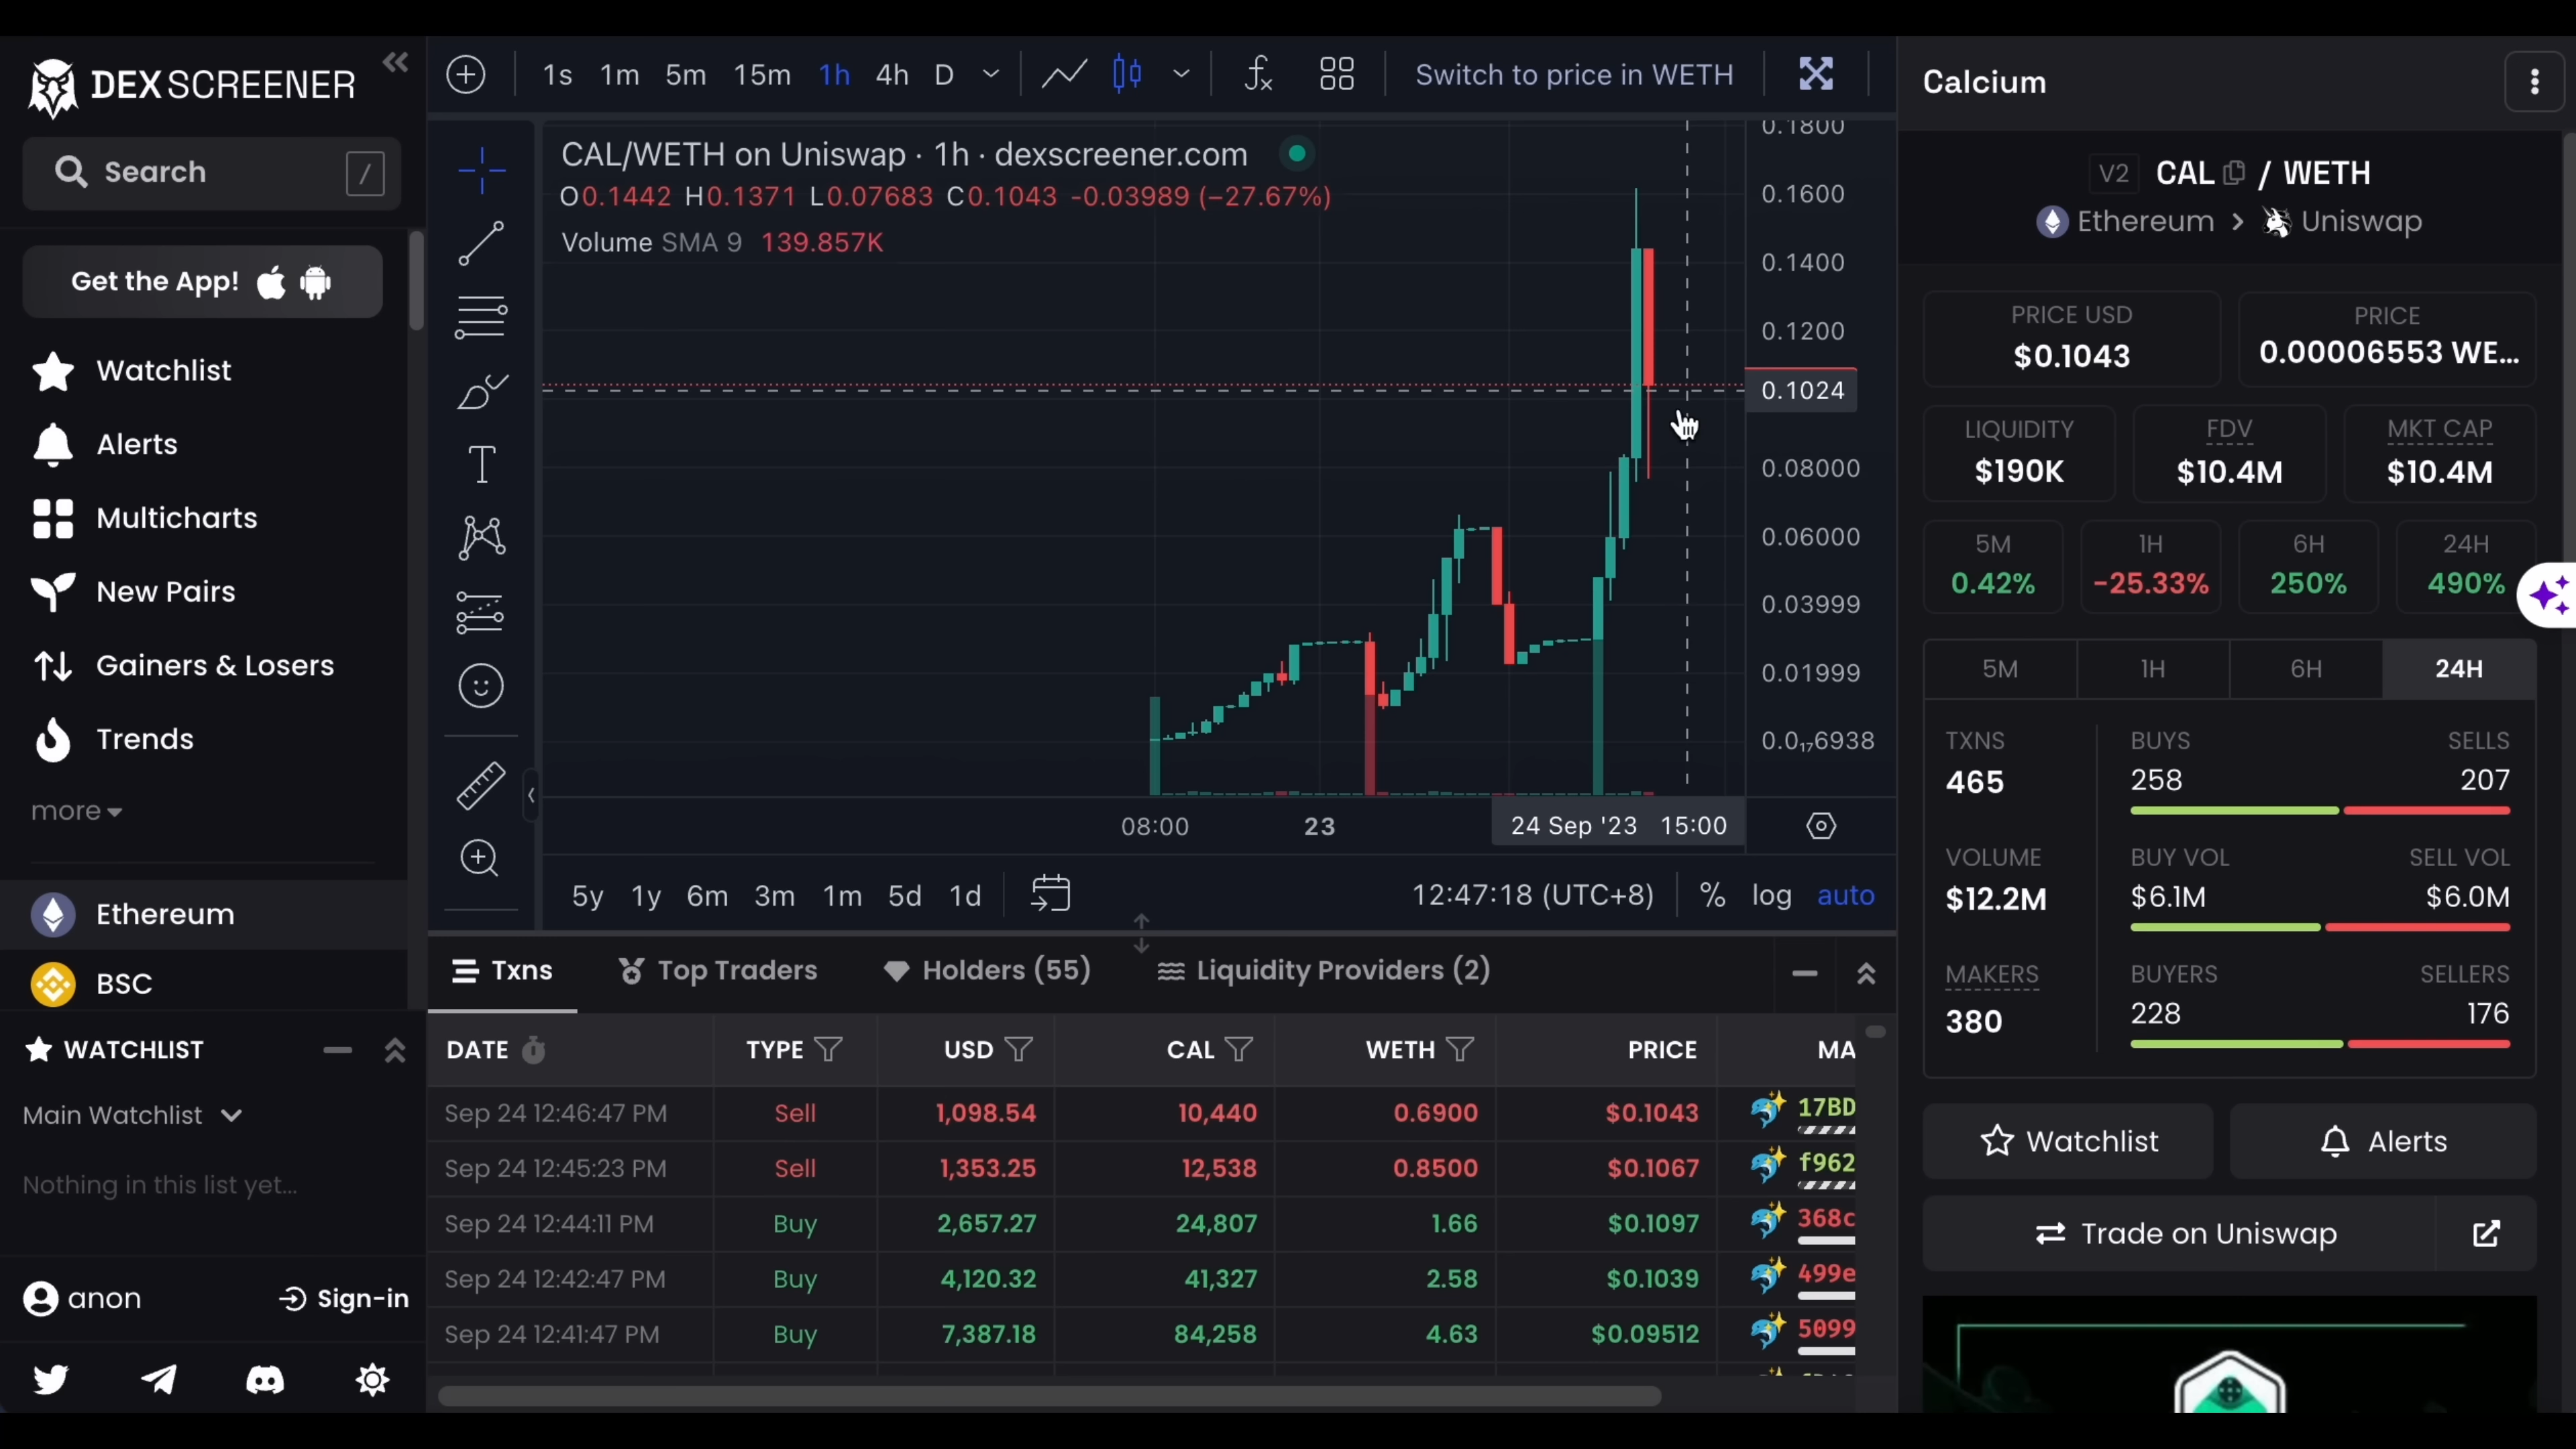 DEX SCREENER
Search /
Get the App!
Watchlist
Alerts
Multicharts
New Pairs
Gainers & Losers
Trends
more
Ethereum
BSC
WATCHLIST
Main Watchlist
Nothing in this list yet...
anon Sign-in
1s 1m 5m 15m 1h 4h D Switch to price in WETH
CAL/WETH on Uniswap · 1h · dexscreener.com
O0.1442 H0.1371 L0.07683 C0.1043 -0.03989 (−27.67%)
Volume SMA 9 139.857K
0.1800
0.1600
0.1400
0.1200
0.1024
0.08000
0.06000
0.03999
0.01999
0.0₁₇6938
08:00 23 24 Sep '23 15:00
5y 1y 6m 3m 1m 5d 1d 12:47:18 (UTC+8) % log auto
Txns Top Traders Holders (55) Liquidity Providers (2)
DATE TYPE USD CAL WETH PRICE MA
Sep 24 12:46:47 PM Sell 1,098.54 10,440 0.6900 $0.1043 17BD
Sep 24 12:45:23 PM Sell 1,353.25 12,538 0.8500 $0.1067 f962
Sep 24 12:44:11 PM Buy 2,657.27 24,807 1.66 $0.1097 368c
Sep 24 12:42:47 PM Buy 4,120.32 41,327 2.58 $0.1039 499e
Sep 24 12:41:47 PM Buy 7,387.18 84,258 4.63 $0.09512 5099
Calcium
V2 CAL / WETH
Ethereum > Uniswap
PRICE USD PRICE
$0.1043 0.00006553 WE...
LIQUIDITY FDV MKT CAP
$190K $10.4M $10.4M
5M 1H 6H 24H
0.42% -25.33% 250% 490%
5M 1H 6H 24H
TXNS BUYS SELLS
465 258 207
VOLUME BUY VOL SELL VOL
$12.2M $6.1M $6.0M
MAKERS BUYERS SELLERS
380 228 176
Watchlist Alerts
Trade on Uniswap